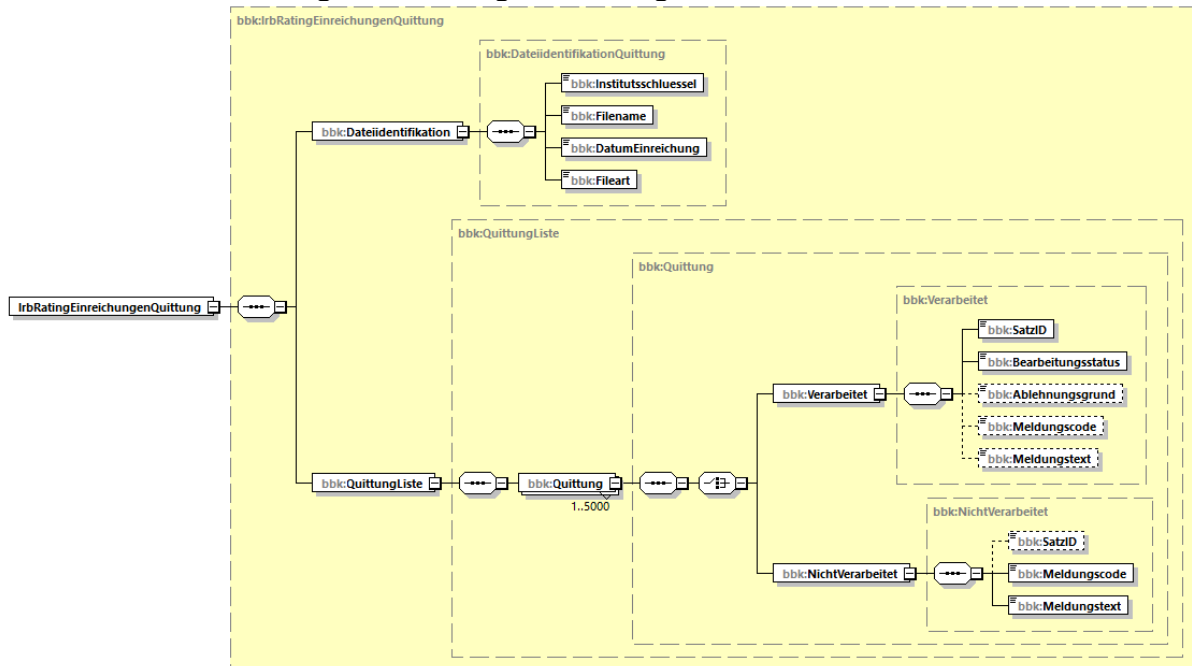 bbk:IrbRatingEinreichungenQuittung
bbk:DateiidentifikationQuittung
bbk:Institutsschluessel
bbk:Filename
bbk:Dateiidentifikation
bbk:DatumEinreichung
bbk:Fileart
bbk:QuittungListe
bbk:Quittung
bbk:Verarbeitet
IrbRatingEinreichungenQuittung
bbk:SatzID
bbk:Bearbeitungsstatus
bbk:Verarbeitet
bbk:Ablehnungsgrund
bbk:Meldungscode
bbk:Meldungstext
bbk:QuittungListe
bbk:Quittung
1..5000
bbk:NichtVerarbeitet
bbk:SatzID
bbk:NichtVerarbeitet
bbk:Meldungscode
bbk:Meldungstext